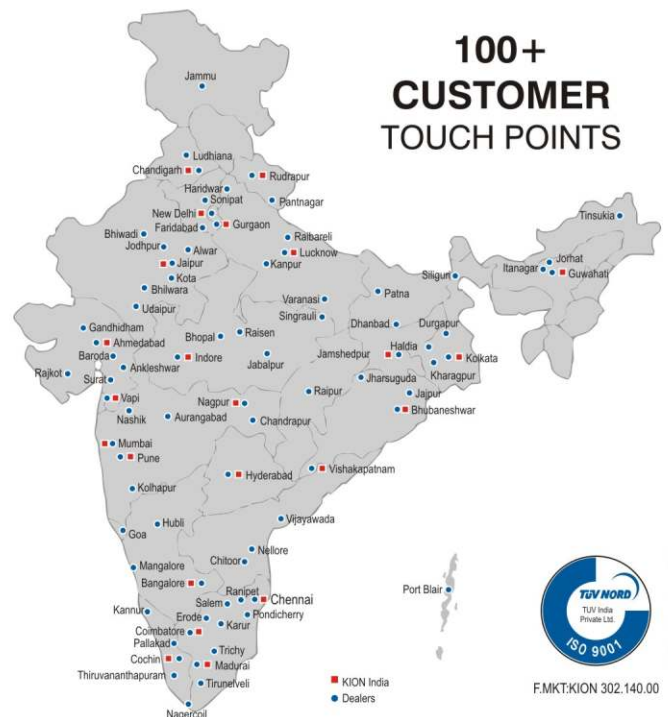 100+
CUSTOMER
TOUCH POINTS
Jammu
Ludhiana
Chandigarh
Rudrapur
Haridwar
Sonipat
Pantnagar
New Delhi
Gurgaon
Faridabad
Bhiwadi
Jodhpur
Alwar
Ralbareli
Lucknow
Jaipur
Kanpur
Kota
Bhilwara
Udaipur
Tinsukia
Jorhat
Itanagar
Guwahati
Siliguri
Patna
Varanasi
Singrauli
Dhanbad
Durgapur
Gandhidham
Ahmedabad
Bhopal
Raisen
Haldia
Baroda
Indore
Jabalpur
Jamshedpur
Kolkata
Rajkot
Ankleshwar
Kharagpur
Surat
Jharsuguda
Vapi
Nagpur
Raipur
Jajpur
Nashik
Aurangabad
Chandrapur
Bhubaneshwar
Mumbai
Pune
Hyderabad
Vishakapatnam
Kolhapur
Hubli
Goa
Vijayawada
Nellore
Chitoor
Mangalore
Bangalore
Ranipet
Chennai
Port Blair
Kannur
Salem
Pondicherry
Erode
Karur
Coimbatore
Pallakad
Trichy
Cochin
Madurai
Thiruvananthapuram
Tirunelveli
Nagercoil
KION India
Dealers
TÜV NORD
TUV India
Private Ltd.
ISO 9001
F.MKT:KION 302.140.00